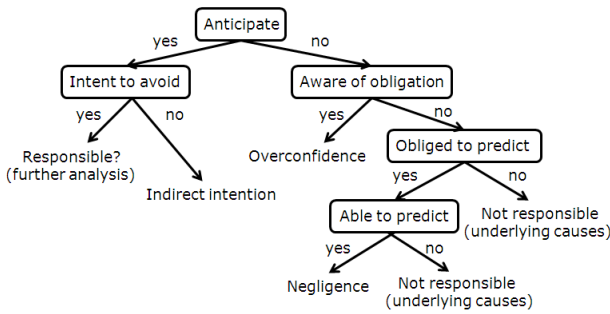 Anticipate
yes
no
Intent to avoid
Aware of obligation
yes
no
yes
no
Responsible?
(further analysis)
Overconfidence
Obliged to predict
Indirect intention
yes
no
Able to predict
Not responsible
(underlying causes)
yes
no
Negligence
Not responsible
(underlying causes)